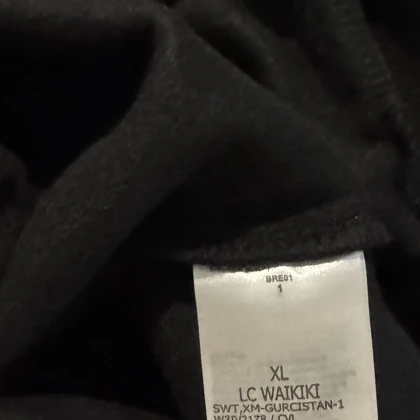 BRE01
1
XL
LC WAIKIKI
SWT,XM-GURCISTAN-1